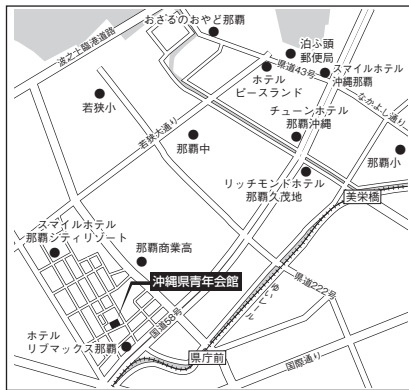 おさるのおやど那覇
波之上臨港道路
泊ふ頭
郵便局
県道43号
スマイルホテル
沖縄那覇
ホテル
ピースランド
なかよし通り
若狭小
チューンホテル
那覇沖縄
若狭大通り
那覇中
那覇小
リッチモンドホテル
那覇久茂地
美栄橋
スマイルホテル
那覇シティリゾート
那覇商業高
沖縄県青年会館
県道222号
ゆいレール
国道58号
ホテル
リブマックス那覇
県庁前
国際通り